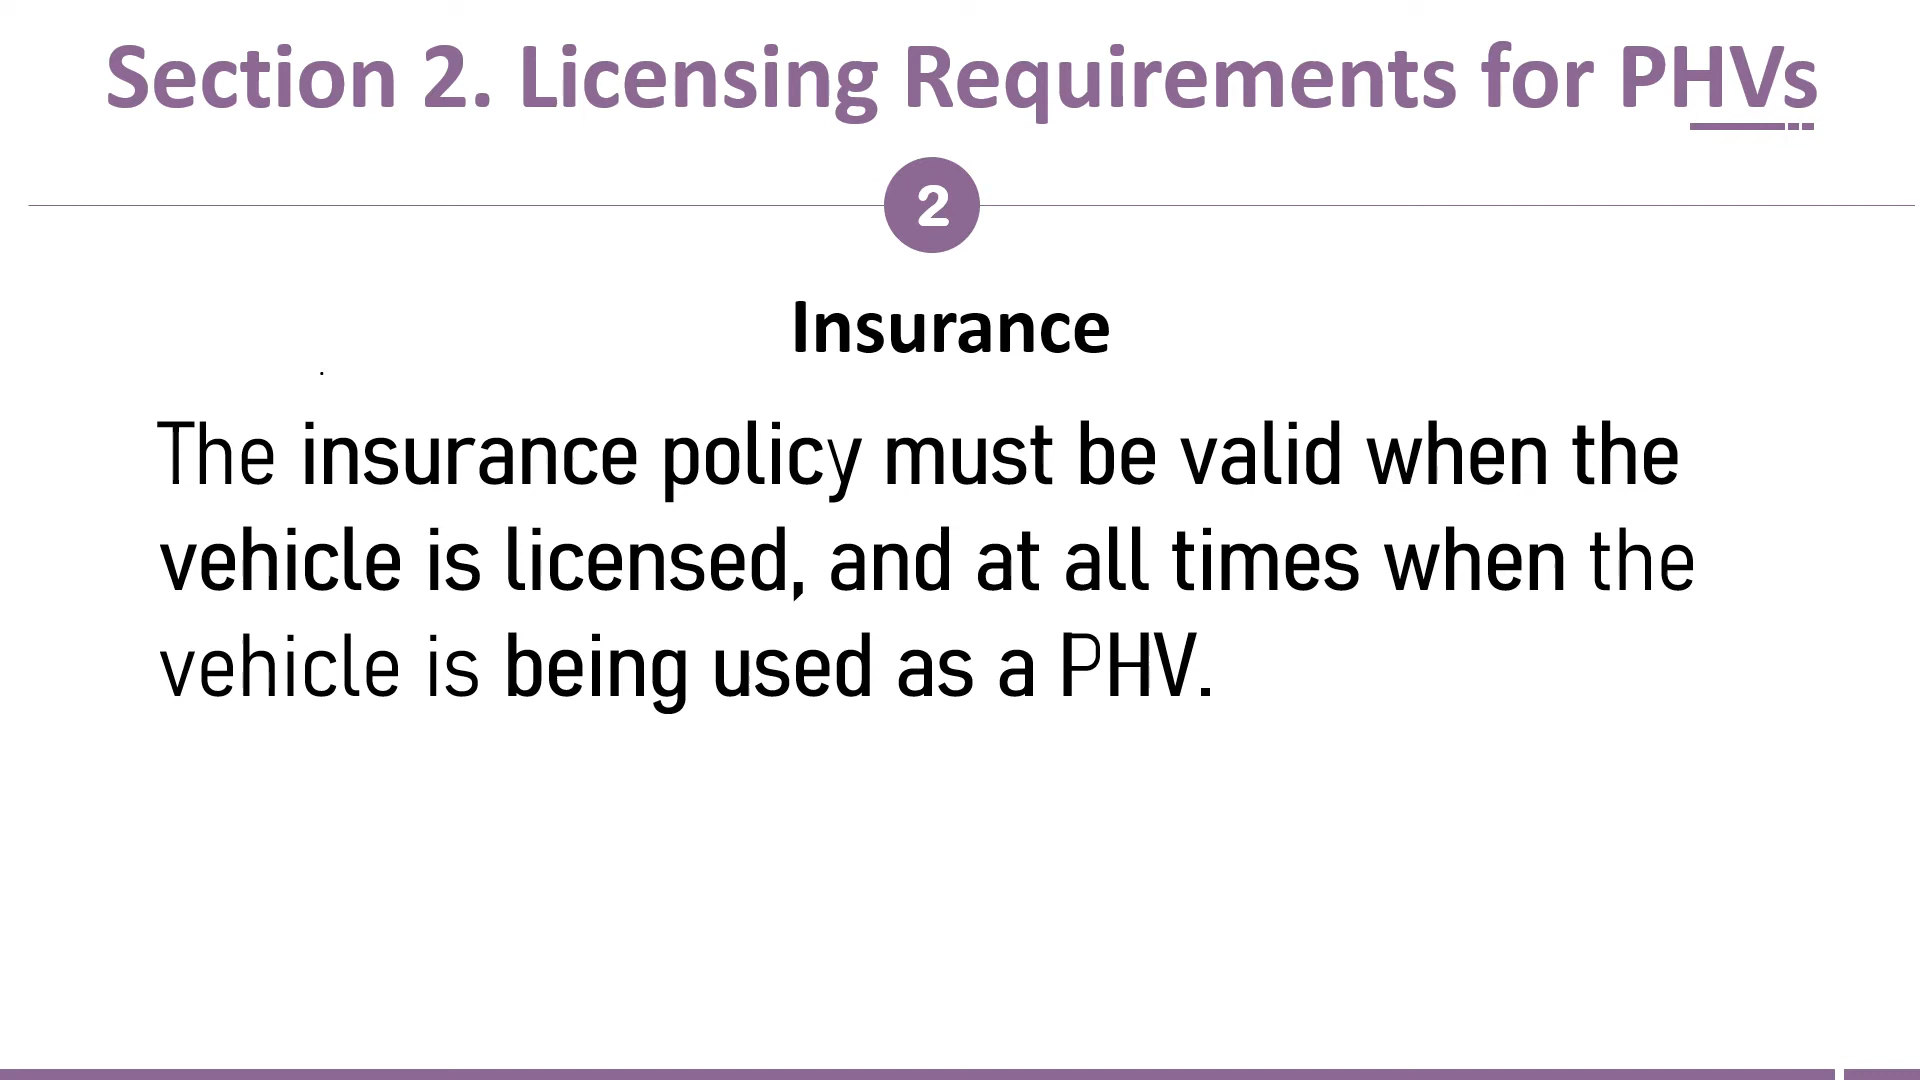 Section 2. Licensing Requirements for PHVs
2
Insurance
.
The insurance policy must be valid when the
vehicle is licensed, and at all times when the
vehicle is being used as a PHV.